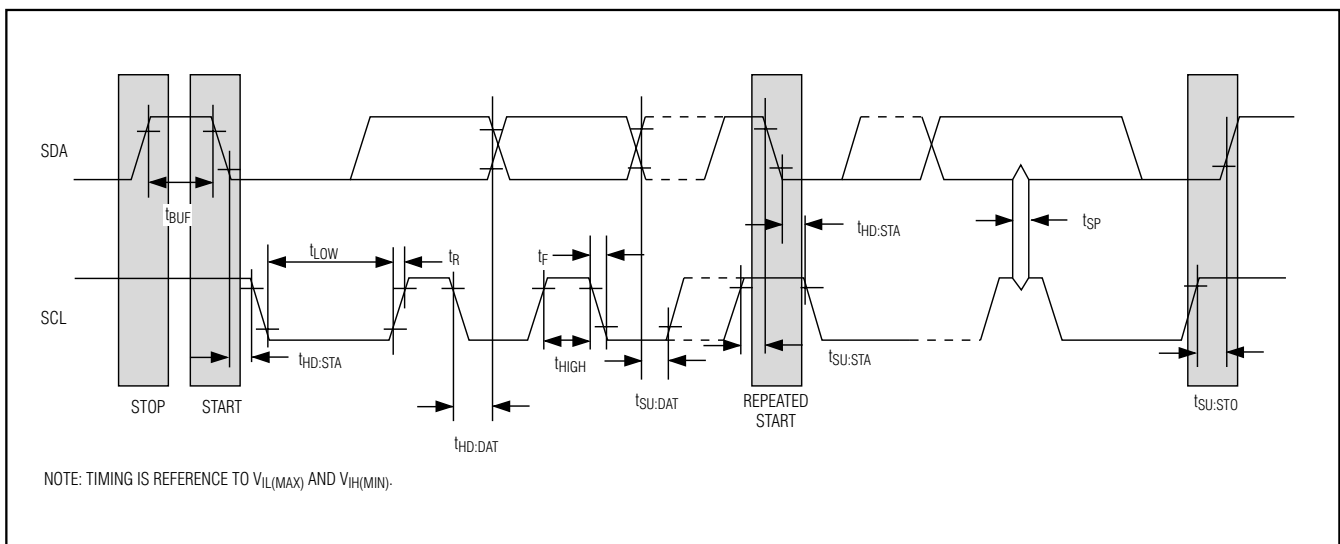 SDA
tBUF
tLOW
tR
tF
tHD:STA
tSP
SCL
tHD:STA
tHIGH
tSU:DAT
tSU:STA
tSU:STO
STOP
START
REPEATED
START
tHD:DAT
NOTE: TIMING IS REFERENCE TO VIL(MAX) AND VIH(MIN).